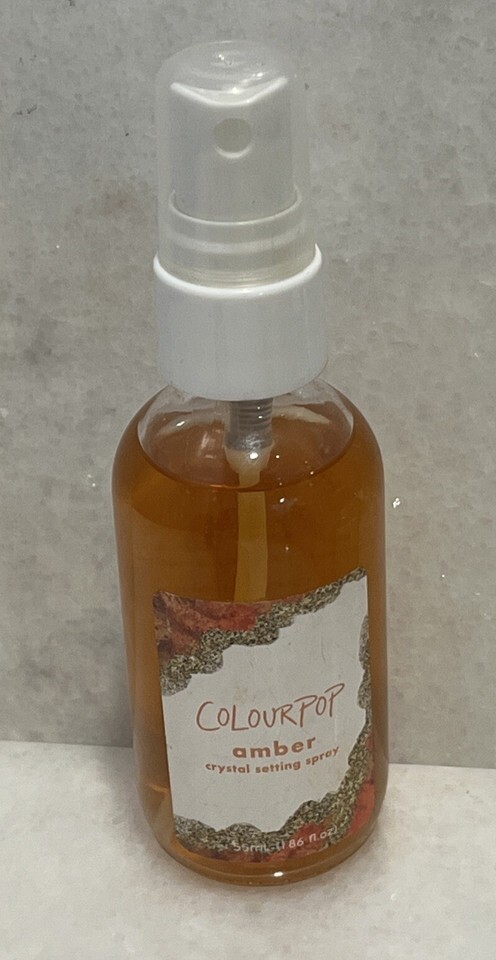 COLOURPOP
amber
crystal setting spray
55mL (1.86 fl.oz)